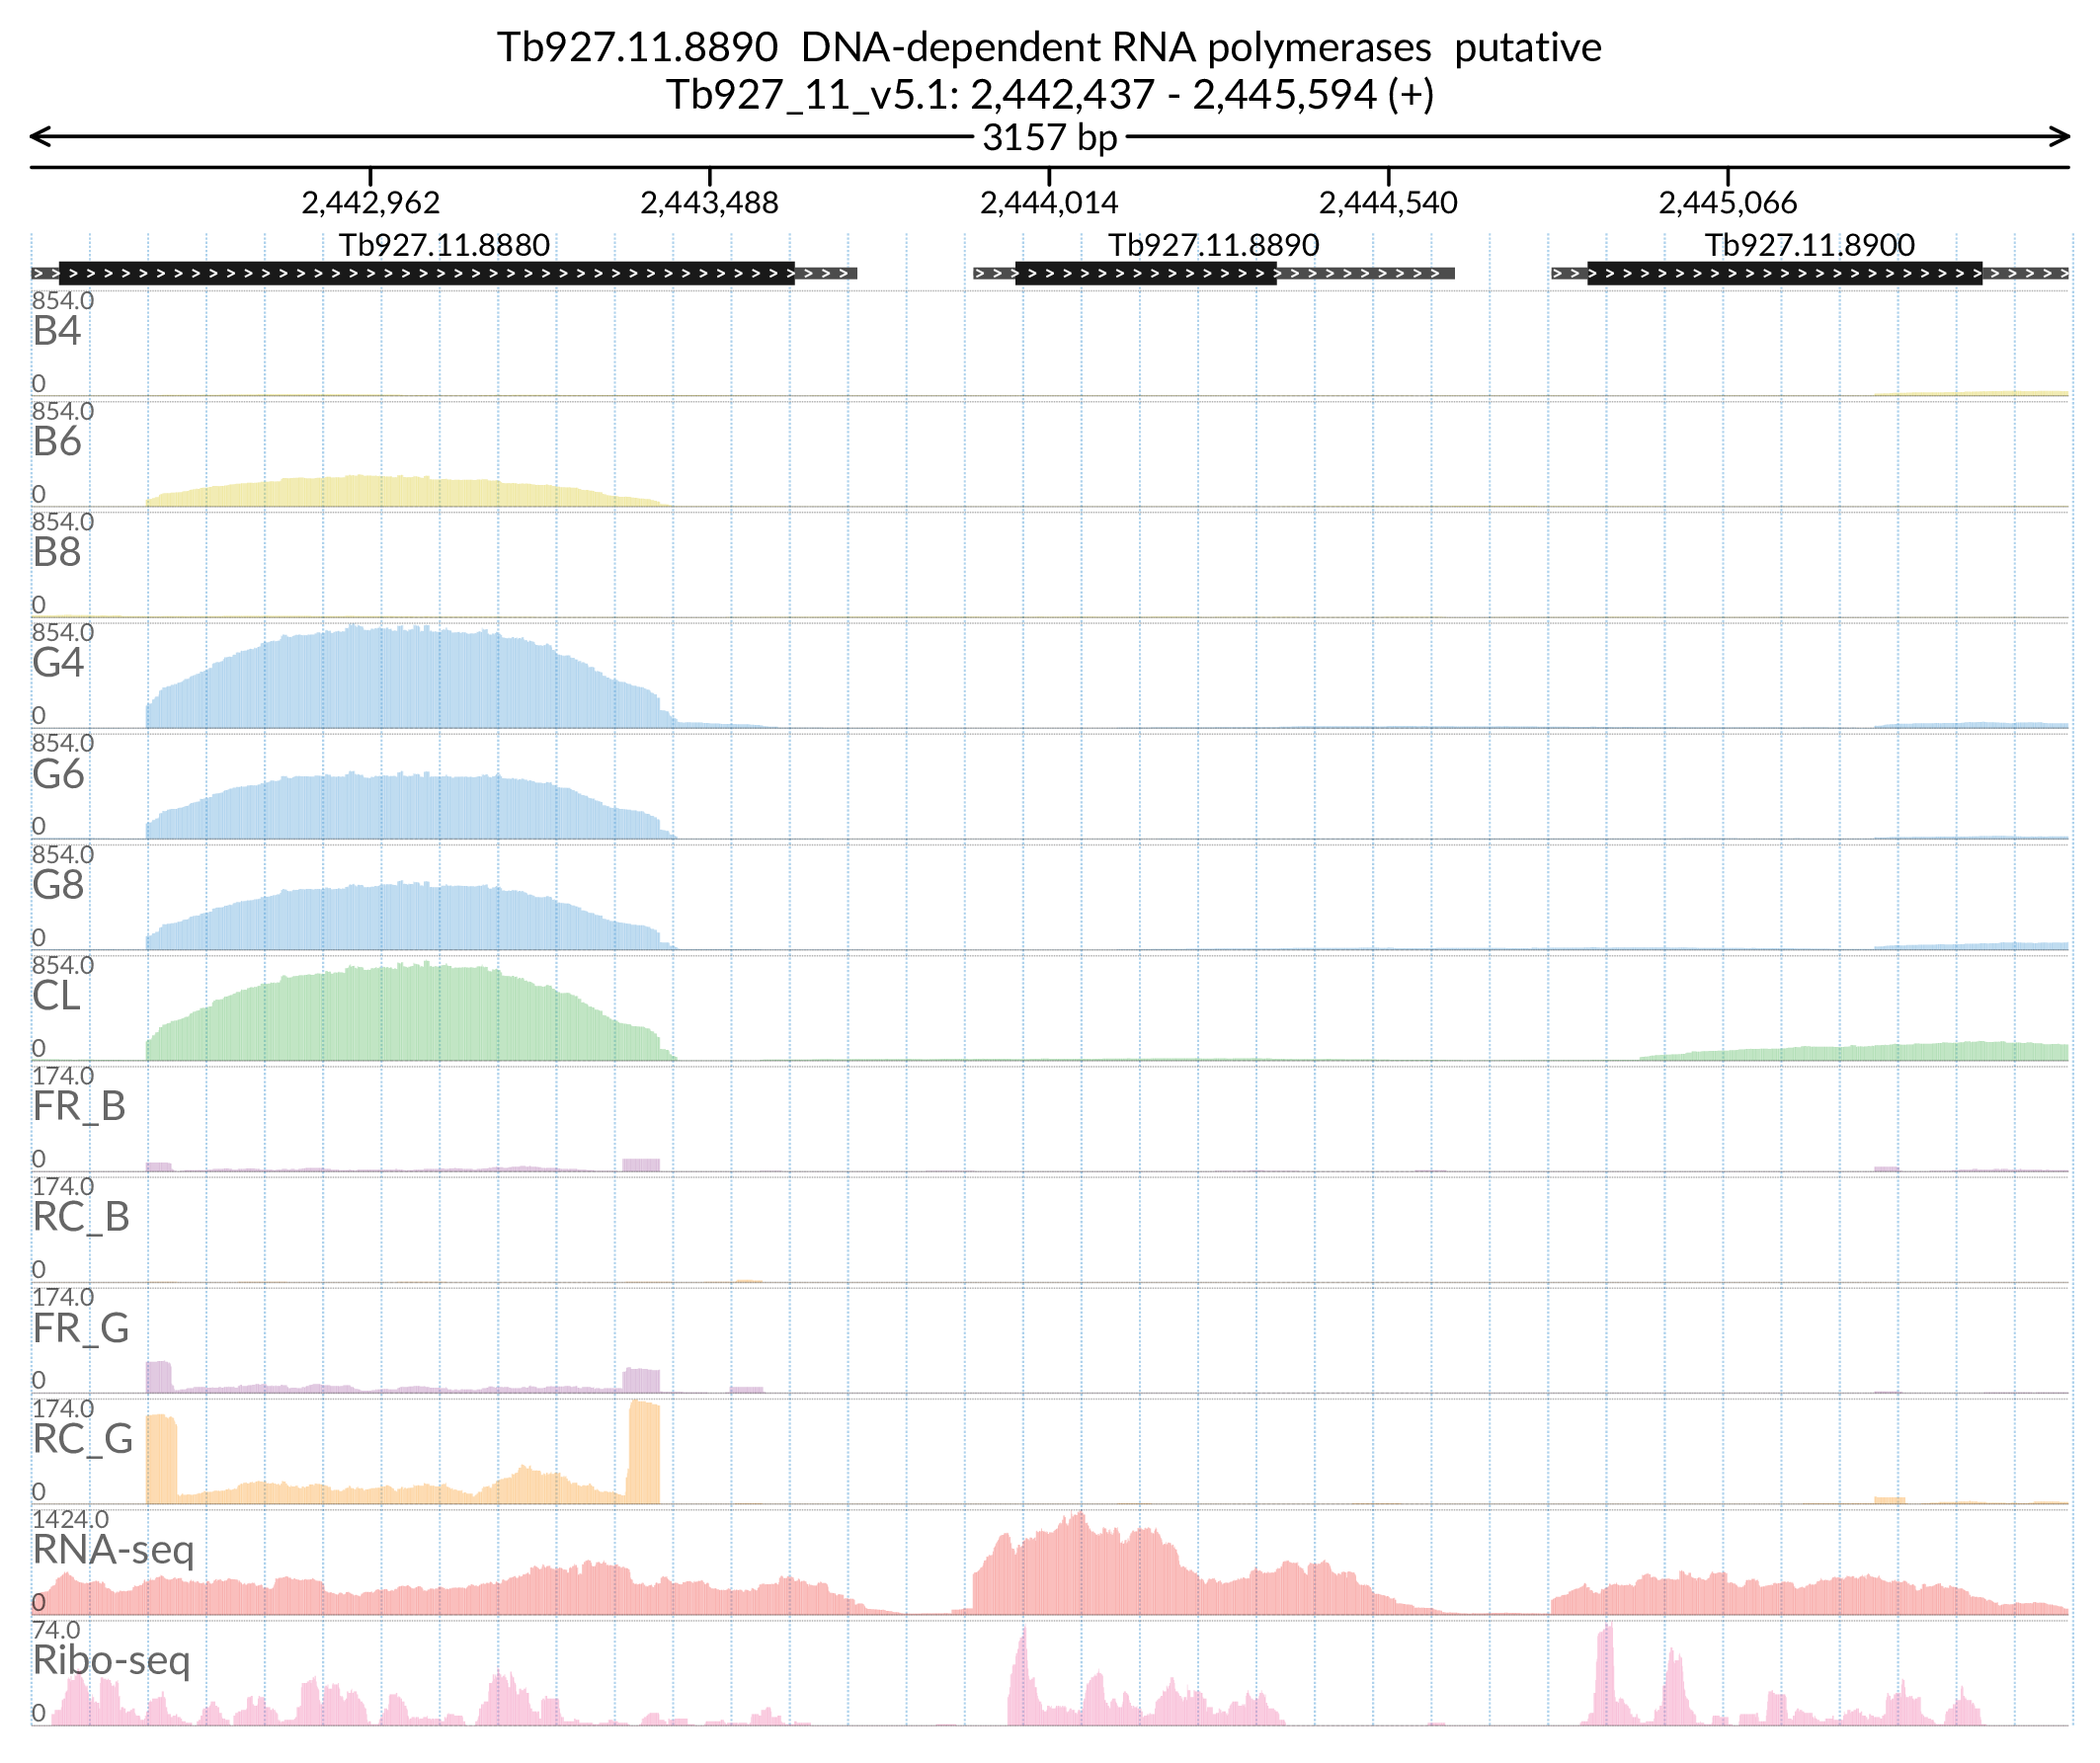 Tb927.11.8890 DNA-dependent RNA polymerases putative
Tb927_11_v5.1: 2,442,437 - 2,445,594 (+)
3157 bp
2,442,962 2,443,488 2,444,014 2,444,540 2,445,066
Tb927.11.8880 Tb927.11.8890 Tb927.11.8900
854.0
B4
0
854.0
B6
0
854.0
B8
0
854.0
G4
0
854.0
G6
0
854.0
G8
0
854.0
CL
0
174.0
FR_B
0
174.0
RC_B
0
174.0
FR_G
0
174.0
RC_G
0
1424.0
RNA-seq
0
74.0
Ribo-seq
0